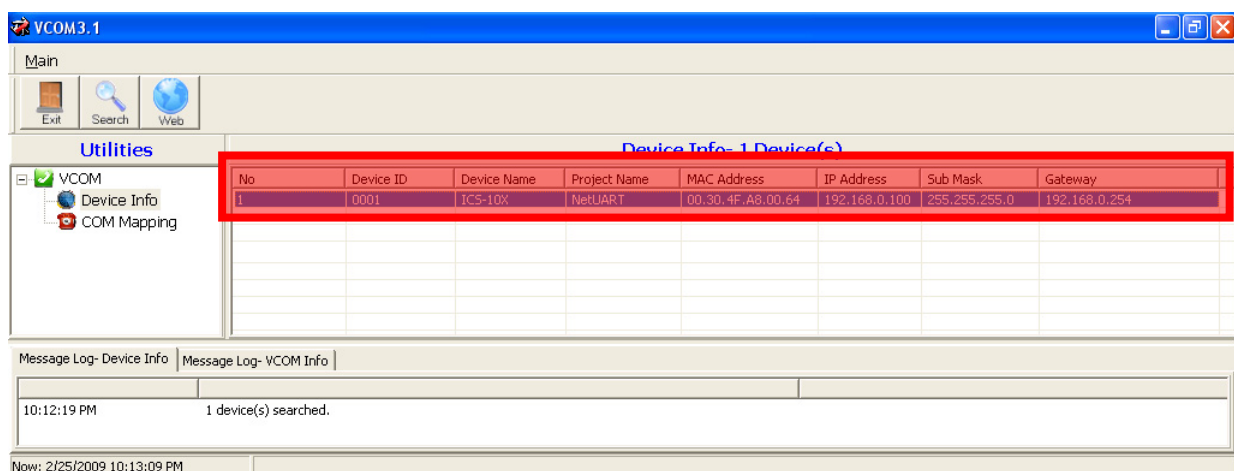 VCOM3.1
Main
Exit Search Web
Utilities
Device Info- 1 Device(s)
VCOM
Device Info
COM Mapping
No Device ID Device Name Project Name MAC Address IP Address Sub Mask Gateway
1 0001 ICS-10X NetUART 00.30.4F.A8.00.64 192.168.0.100 255.255.255.0 192.168.0.254
Message Log- Device Info Message Log- VCOM Info
10:12:19 PM 1 device(s) searched.
Now: 2/25/2009 10:13:09 PM